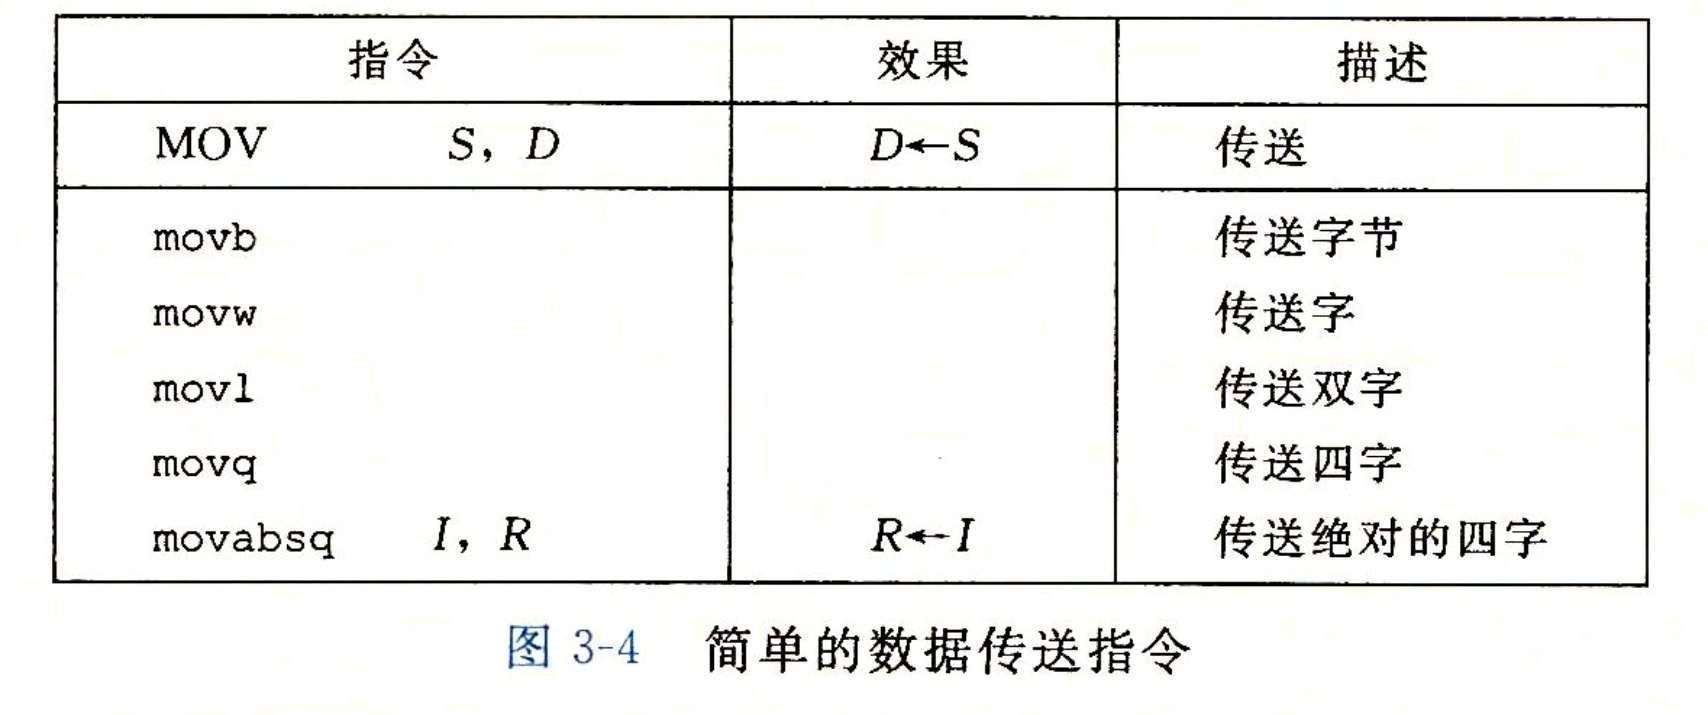 指令 效果 描述
MOV S, D D←S 传送
movb 传送字节
movw 传送字
movl 传送双字
movq 传送四字
movabsq I, R R←I 传送绝对的四字
图 3-4 简单的数据传送指令